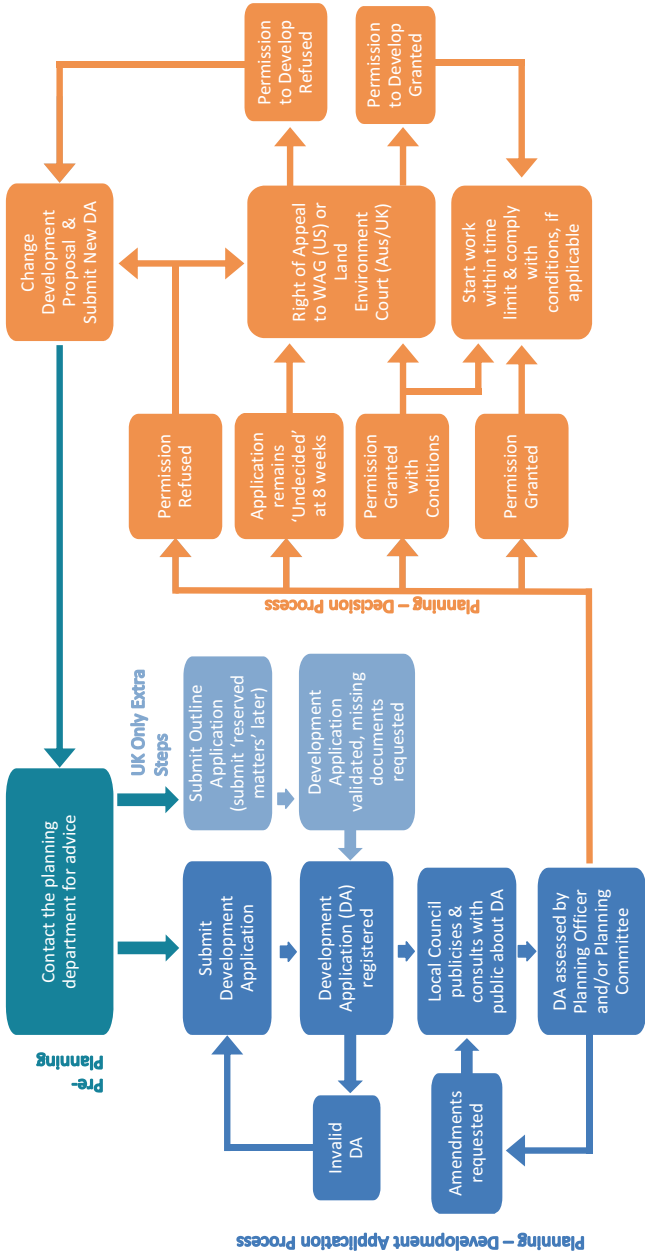 Pre-
Planning
Contact the planning
department for advice
UK Only Extra
Steps
Planning – Development Application Process
Submit
Development
Application
Submit Outline
Application
(submit ‘reserved
matters’ later)
Invalid
DA
Development
Application (DA)
registered
Development
Application
validated, missing
documents
requested
Amendments
requested
Local Council
publicises &
consults with
public about DA
DA assessed by
Planning Officer
and/or Planning
Committee
Planning – Decision Process
Permission
Refused
Application
remains
‘Undecided’
at 8 weeks
Permission
Granted
with
Conditions
Permission
Granted
Change
Development
Proposal &
Submit New DA
Right of Appeal
to WAG (US) or
Land
Environment
Court (Aus/UK)
Start work
within time
limit & comply
with
conditions, if
applicable
Permission
to Develop
Refused
Permission
to Develop
Granted